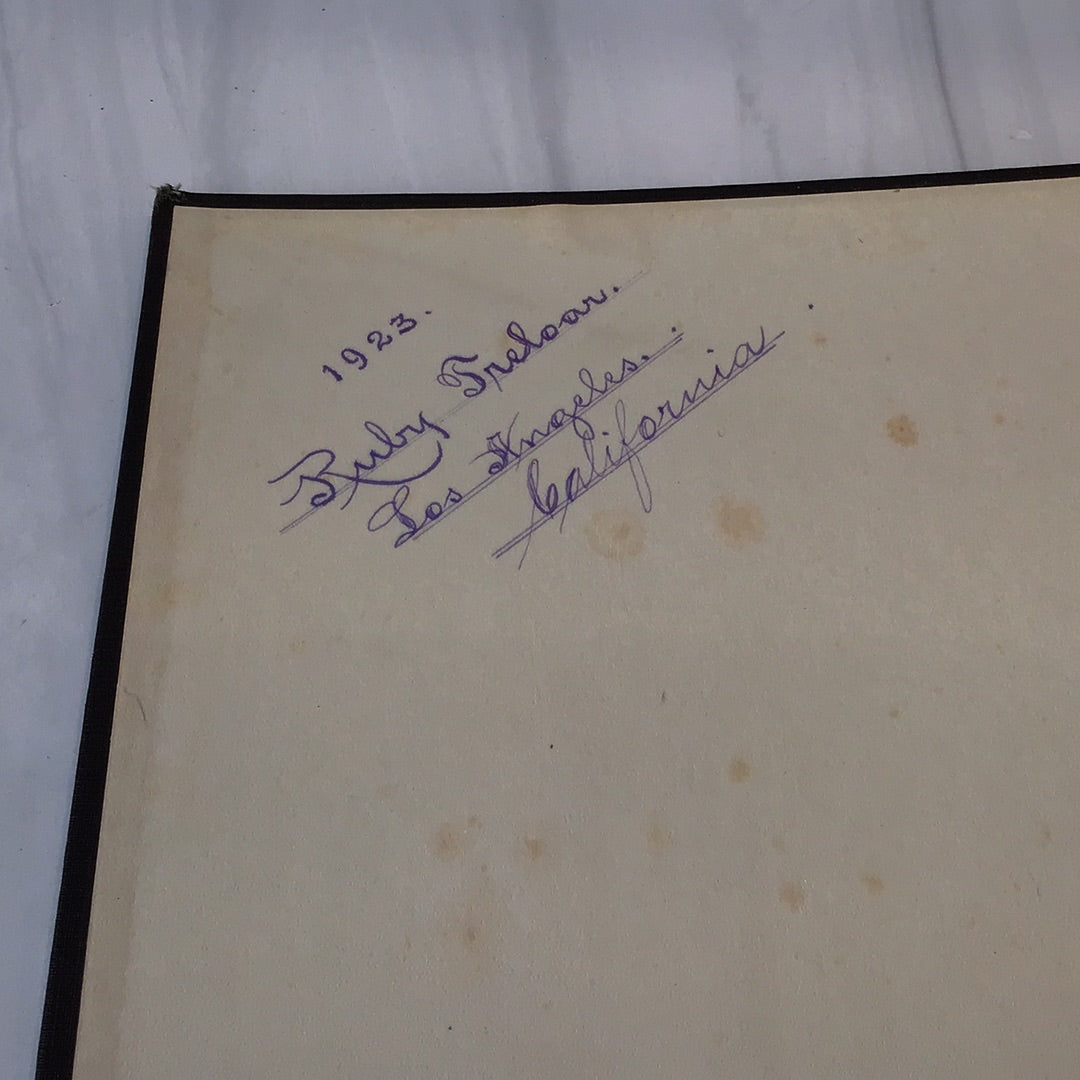 1923.
Ruby Treloar.
Los Angeles.
California.